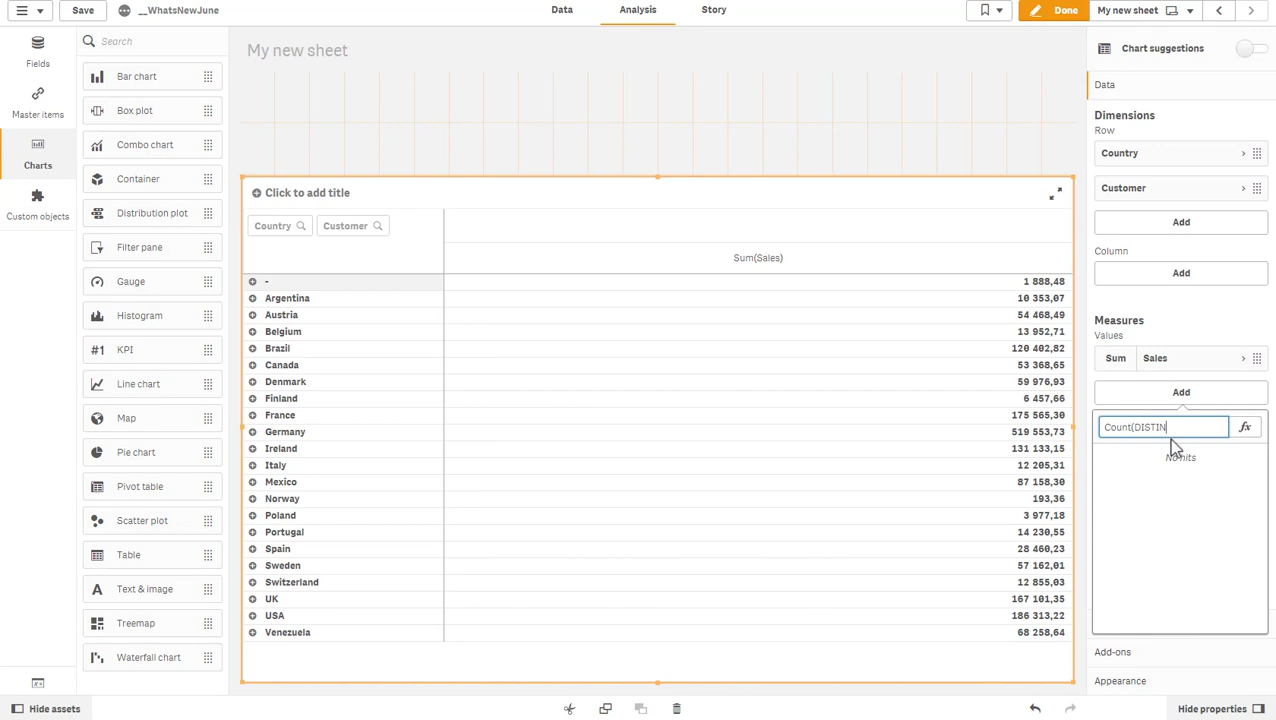 Save
__WhatsNewJune
Data
Analysis
Story
Done
My new sheet
Fields
Master items
Charts
Custom objects
Search
Bar chart
Box plot
Combo chart
Container
Distribution plot
Filter pane
Gauge
Histogram
#1 KPI
Line chart
Map
Pie chart
Pivot table
Scatter plot
Table
A Text & image
Treemap
Waterfall chart
My new sheet
Click to add title
Country
Customer
Sum(Sales)
- 1 888,48
Argentina 10 353,07
Austria 54 468,49
Belgium 13 952,71
Brazil 120 402,82
Canada 53 368,65
Denmark 59 976,93
Finland 6 457,66
France 175 565,30
Germany 519 553,73
Ireland 131 133,15
Italy 12 205,31
Mexico 87 158,30
Norway 193,36
Poland 3 977,18
Portugal 14 230,55
Spain 28 460,23
Sweden 57 162,01
Switzerland 12 855,03
UK 167 101,35
USA 186 313,22
Venezuela 68 258,64
Chart suggestions
Data
Dimensions
Row
Country
Customer
Add
Column
Add
Measures
Values
Sum Sales
Add
Count(DISTIN
fx
No hits
Add-ons
Appearance
Hide assets
Hide properties